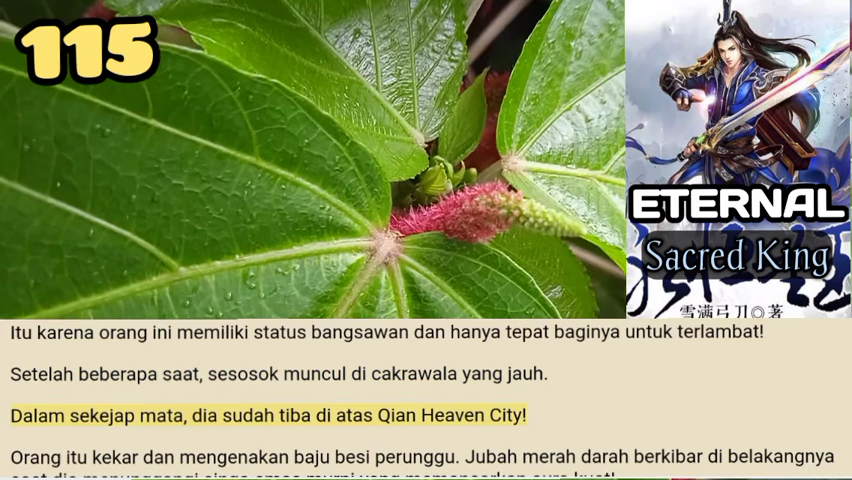 115
ETERNAL
Sacred King
雪满弓刀◎著
Itu karena orang ini memiliki status bangsawan dan hanya tepat baginya untuk terlambat!
Setelah beberapa saat, sesosok muncul di cakrawala yang jauh.
Dalam sekejap mata, dia sudah tiba di atas Qian Heaven City!
Orang itu kekar dan mengenakan baju besi perunggu. Jubah merah darah berkibar di belakangnya